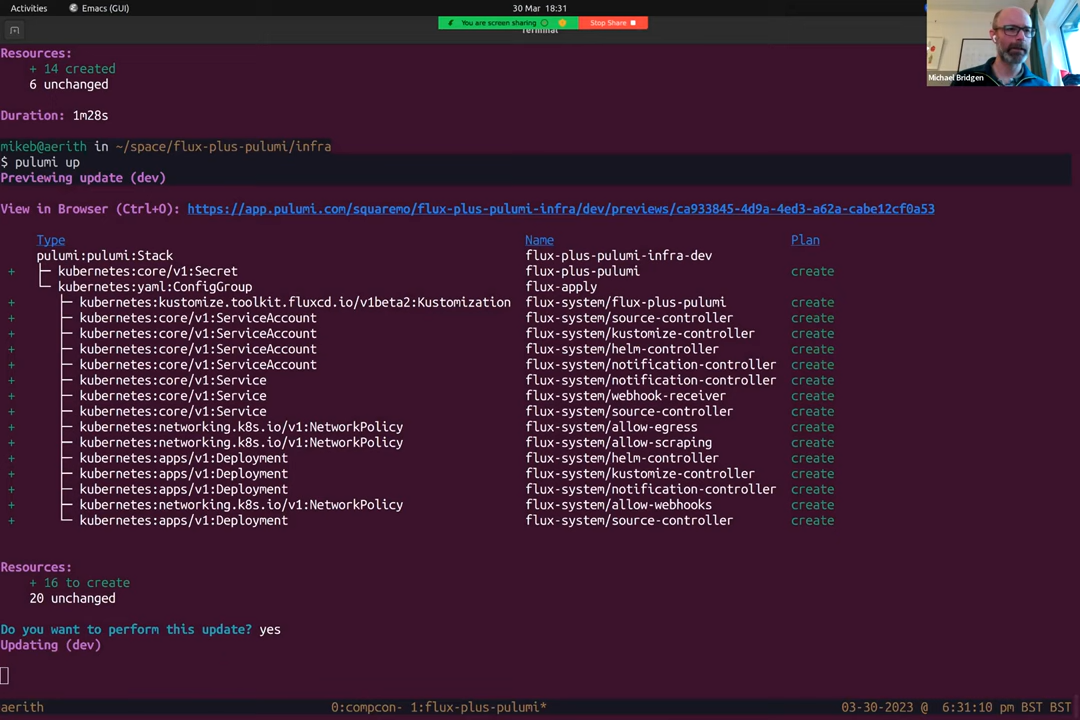 Activities Emacs (GUI) 30 Mar 18:31
You are screen sharing Stop Share
Terminal
Michael Bridgen
Resources:
+ 14 created
6 unchanged
Duration: 1m28s
mikeb@aerith in ~/space/flux-plus-pulumi/infra
$ pulumi up
Previewing update (dev)
View in Browser (Ctrl+O): https://app.pulumi.com/squaremo/flux-plus-pulumi-infra/dev/previews/ca933845-4d9a-4ed3-a62a-cabe12cf0a53
Type Name Plan
pulumi:pulumi:Stack flux-plus-pulumi-infra-dev
+ ├─ kubernetes:core/v1:Secret flux-plus-pulumi create
└─ kubernetes:yaml:ConfigGroup flux-apply
+ ├─ kubernetes:kustomize.toolkit.fluxcd.io/v1beta2:Kustomization flux-system/flux-plus-pulumi create
+ ├─ kubernetes:core/v1:ServiceAccount flux-system/source-controller create
+ ├─ kubernetes:core/v1:ServiceAccount flux-system/kustomize-controller create
+ ├─ kubernetes:core/v1:ServiceAccount flux-system/helm-controller create
+ ├─ kubernetes:core/v1:ServiceAccount flux-system/notification-controller create
+ ├─ kubernetes:core/v1:Service flux-system/notification-controller create
+ ├─ kubernetes:core/v1:Service flux-system/webhook-receiver create
+ ├─ kubernetes:core/v1:Service flux-system/source-controller create
+ ├─ kubernetes:networking.k8s.io/v1:NetworkPolicy flux-system/allow-egress create
+ ├─ kubernetes:networking.k8s.io/v1:NetworkPolicy flux-system/allow-scraping create
+ ├─ kubernetes:apps/v1:Deployment flux-system/helm-controller create
+ ├─ kubernetes:apps/v1:Deployment flux-system/kustomize-controller create
+ ├─ kubernetes:apps/v1:Deployment flux-system/notification-controller create
+ ├─ kubernetes:networking.k8s.io/v1:NetworkPolicy flux-system/allow-webhooks create
+ └─ kubernetes:apps/v1:Deployment flux-system/source-controller create
Resources:
+ 16 to create
20 unchanged
Do you want to perform this update? yes
Updating (dev)
aerith 0:compcon- 1:flux-plus-pulumi* 03-30-2023 @ 6:31:10 pm BST BST